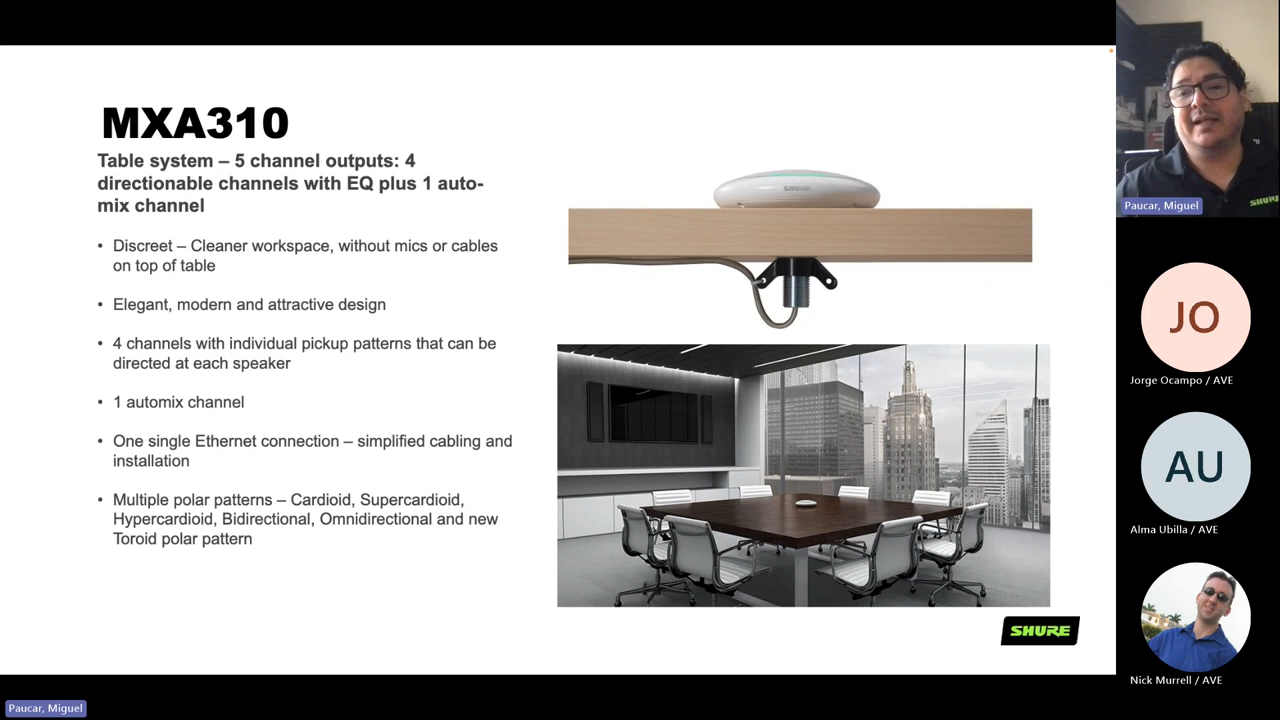 MXA310
Table system – 5 channel outputs: 4
directionable channels with EQ plus 1 auto-
mix channel
• Discreet – Cleaner workspace, without mics or cables
on top of table
• Elegant, modern and attractive design
• 4 channels with individual pickup patterns that can be
directed at each speaker
• 1 automix channel
• One single Ethernet connection – simplified cabling and
installation
• Multiple polar patterns – Cardioid, Supercardioid,
Hypercardioid, Bidirectional, Omnidirectional and new
Toroid polar pattern
SHURE
SHURE
SHURE
Paucar, Miguel
JO
Jorge Ocampo / AVE
AU
Alma Ubilla / AVE
Nick Murrell / AVE
Paucar, Miguel